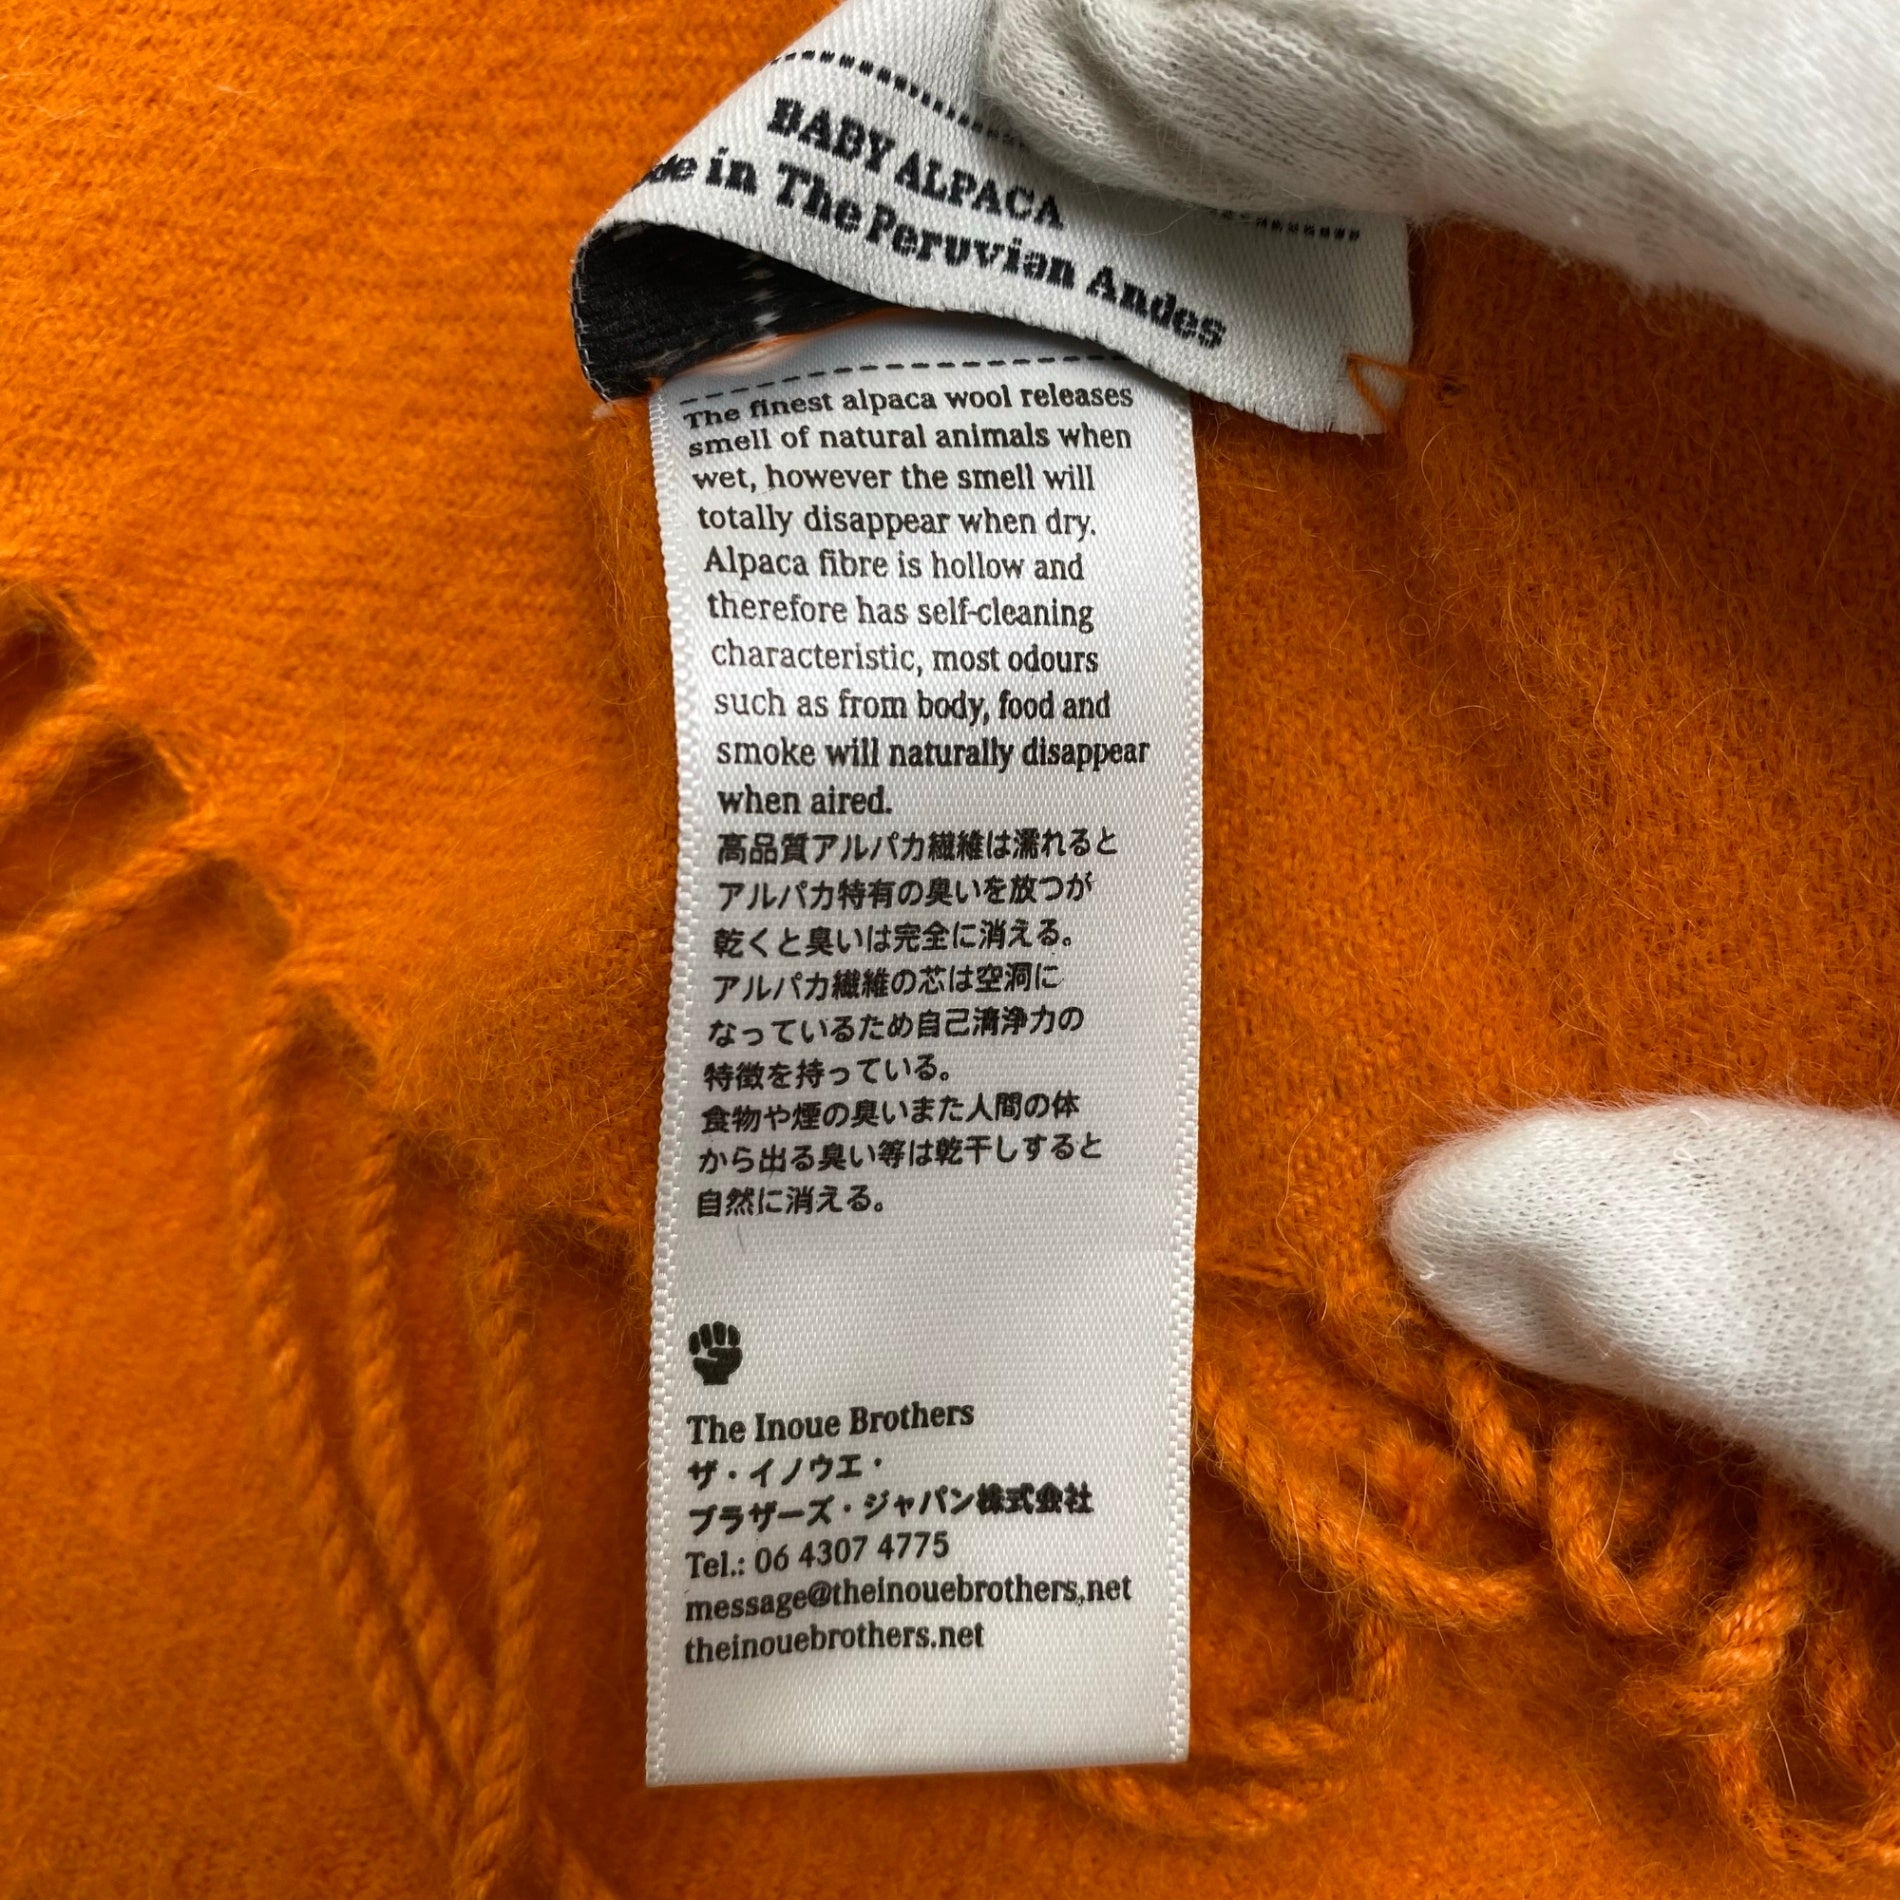 BABY ALPACA
in The Peruvian Andes
The finest alpaca wool releases
smell of natural animals when
wet, however the smell will
totally disappear when dry.
Alpaca fibre is hollow and
therefore has self-cleaning
characteristic, most odours
such as from body, food and
smoke will naturally disappear
when aired.
高品質アルパカ繊維は濡れると
アルパカ特有の臭いを放つが
乾くと臭いは完全に消える。
アルパカ繊維の芯は空洞に
なっているため自己清浄力の
特徴を持っている。
食物や煙の臭いまた人間の体
から出る臭い等は乾干しすると
自然に消える。
The Inoue Brothers
ザ・イノウエ・
ブラザーズ・ジャパン株式会社
Tel.: 06 4307 4775
message@theinouebrothers.net
theinouebrothers.net